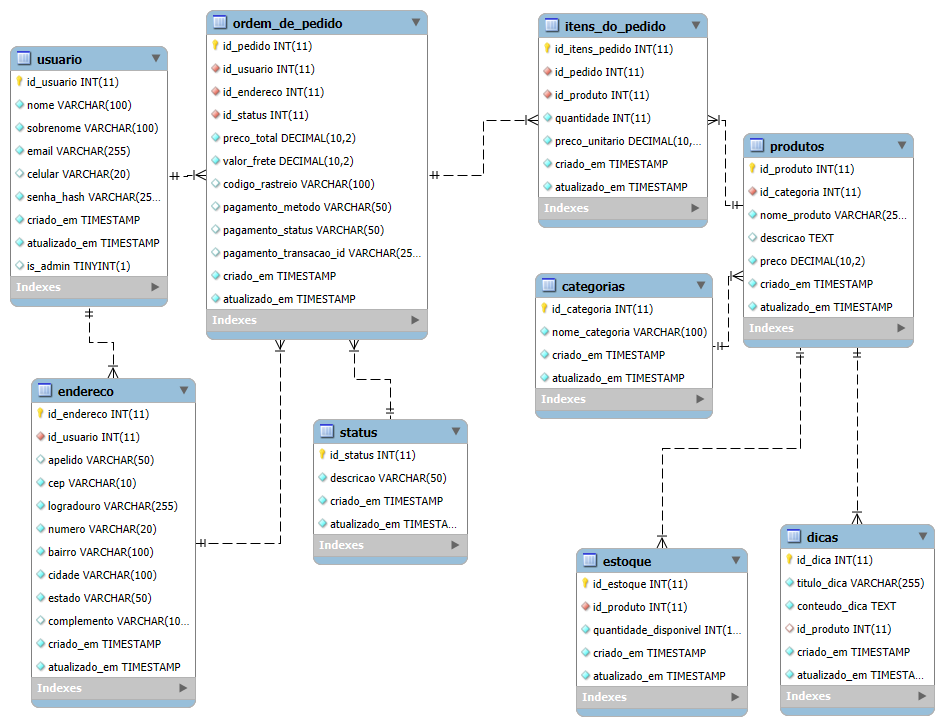 usuario
id_usuario INT(11)
nome VARCHAR(100)
sobrenome VARCHAR(100)
email VARCHAR(255)
celular VARCHAR(20)
senha_hash VARCHAR(25...
criado_em TIMESTAMP
atualizado_em TIMESTAMP
is_admin TINYINT(1)
Indexes
ordem_de_pedido
id_pedido INT(11)
id_usuario INT(11)
id_endereco INT(11)
id_status INT(11)
preco_total DECIMAL(10,2)
valor_frete DECIMAL(10,2)
codigo_rastreio VARCHAR(100)
pagamento_metodo VARCHAR(50)
pagamento_status VARCHAR(50)
pagamento_transacao_id VARCHAR(25...
criado_em TIMESTAMP
atualizado_em TIMESTAMP
Indexes
itens_do_pedido
id_itens_pedido INT(11)
id_pedido INT(11)
id_produto INT(11)
quantidade INT(11)
preco_unitario DECIMAL(10,...
criado_em TIMESTAMP
atualizado_em TIMESTAMP
Indexes
produtos
id_produto INT(11)
id_categoria INT(11)
nome_produto VARCHAR(25...
descricao TEXT
preco DECIMAL(10,2)
criado_em TIMESTAMP
atualizado_em TIMESTAMP
Indexes
categorias
id_categoria INT(11)
nome_categoria VARCHAR(100)
criado_em TIMESTAMP
atualizado_em TIMESTAMP
Indexes
endereco
id_endereco INT(11)
id_usuario INT(11)
apelido VARCHAR(50)
cep VARCHAR(10)
logradouro VARCHAR(255)
numero VARCHAR(20)
bairro VARCHAR(100)
cidade VARCHAR(100)
estado VARCHAR(50)
complemento VARCHAR(10...
criado_em TIMESTAMP
atualizado_em TIMESTAMP
Indexes
status
id_status INT(11)
descricao VARCHAR(50)
criado_em TIMESTAMP
atualizado_em TIMESTA...
Indexes
estoque
id_estoque INT(11)
id_produto INT(11)
quantidade_disponivel INT(1...
criado_em TIMESTAMP
atualizado_em TIMESTAMP
Indexes
dicas
id_dica INT(11)
titulo_dica VARCHAR(255)
conteudo_dica TEXT
id_produto INT(11)
criado_em TIMESTAMP
atualizado_em TIMESTA...
Indexes